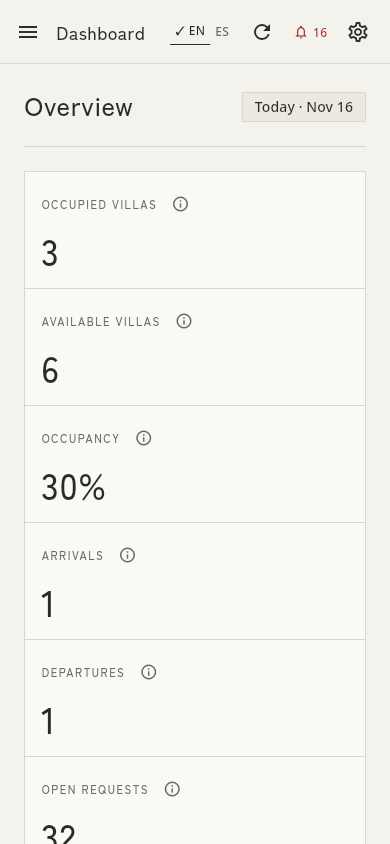 Dashboard ✓ EN ES 16
Overview Today · Nov 16
OCCUPIED VILLAS
3
AVAILABLE VILLAS
6
OCCUPANCY
30%
ARRIVALS
1
DEPARTURES
1
OPEN REQUESTS
32